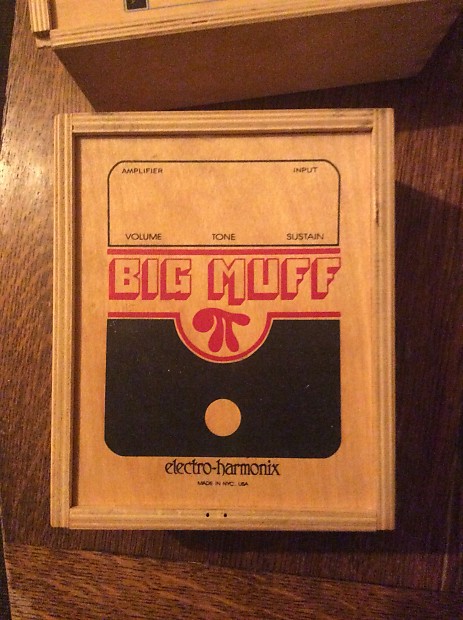 AMPLIFIER INPUT
VOLUME TONE SUSTAIN
BIG MUFF
π
electro-harmonix
MADE IN NYC, USA